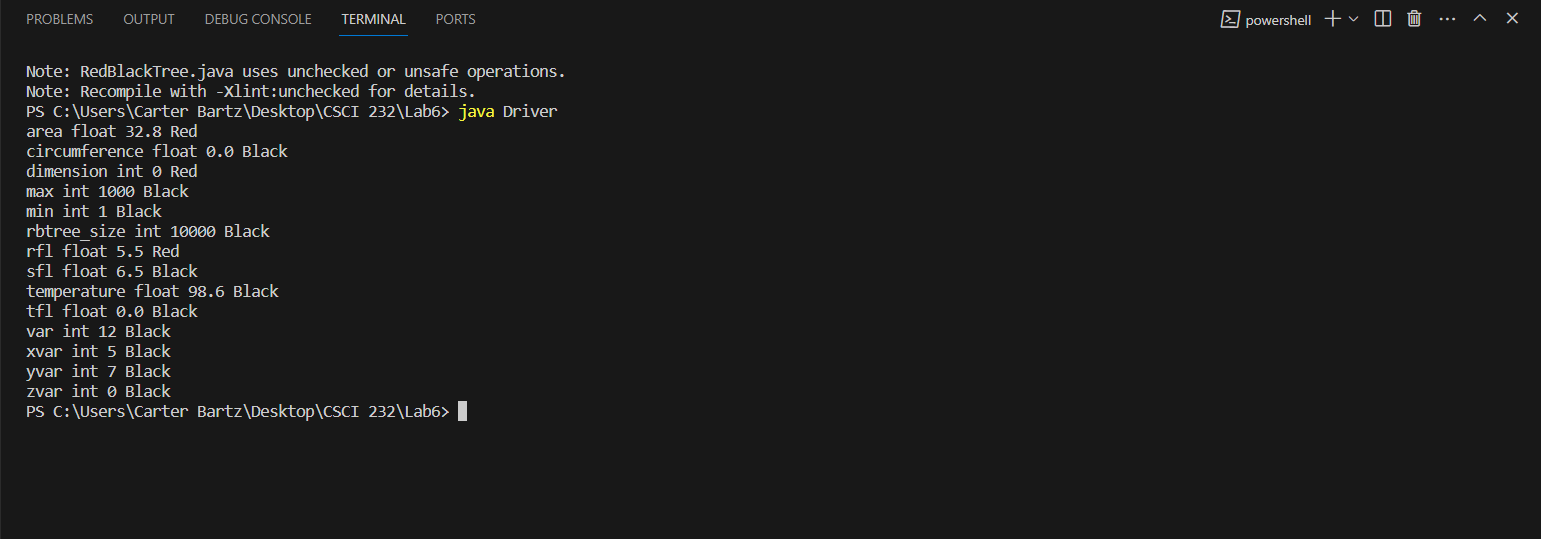 PROBLEMS OUTPUT DEBUG CONSOLE TERMINAL PORTS powershell
Note: RedBlackTree.java uses unchecked or unsafe operations.
Note: Recompile with -Xlint:unchecked for details.
PS C:\Users\Carter Bartz\Desktop\CSCI 232\Lab6> java Driver
area float 32.8 Red
circumference float 0.0 Black
dimension int 0 Red
max int 1000 Black
min int 1 Black
rbtree_size int 10000 Black
rfl float 5.5 Red
sfl float 6.5 Black
temperature float 98.6 Black
tfl float 0.0 Black
var int 12 Black
xvar int 5 Black
yvar int 7 Black
zvar int 0 Black
PS C:\Users\Carter Bartz\Desktop\CSCI 232\Lab6>